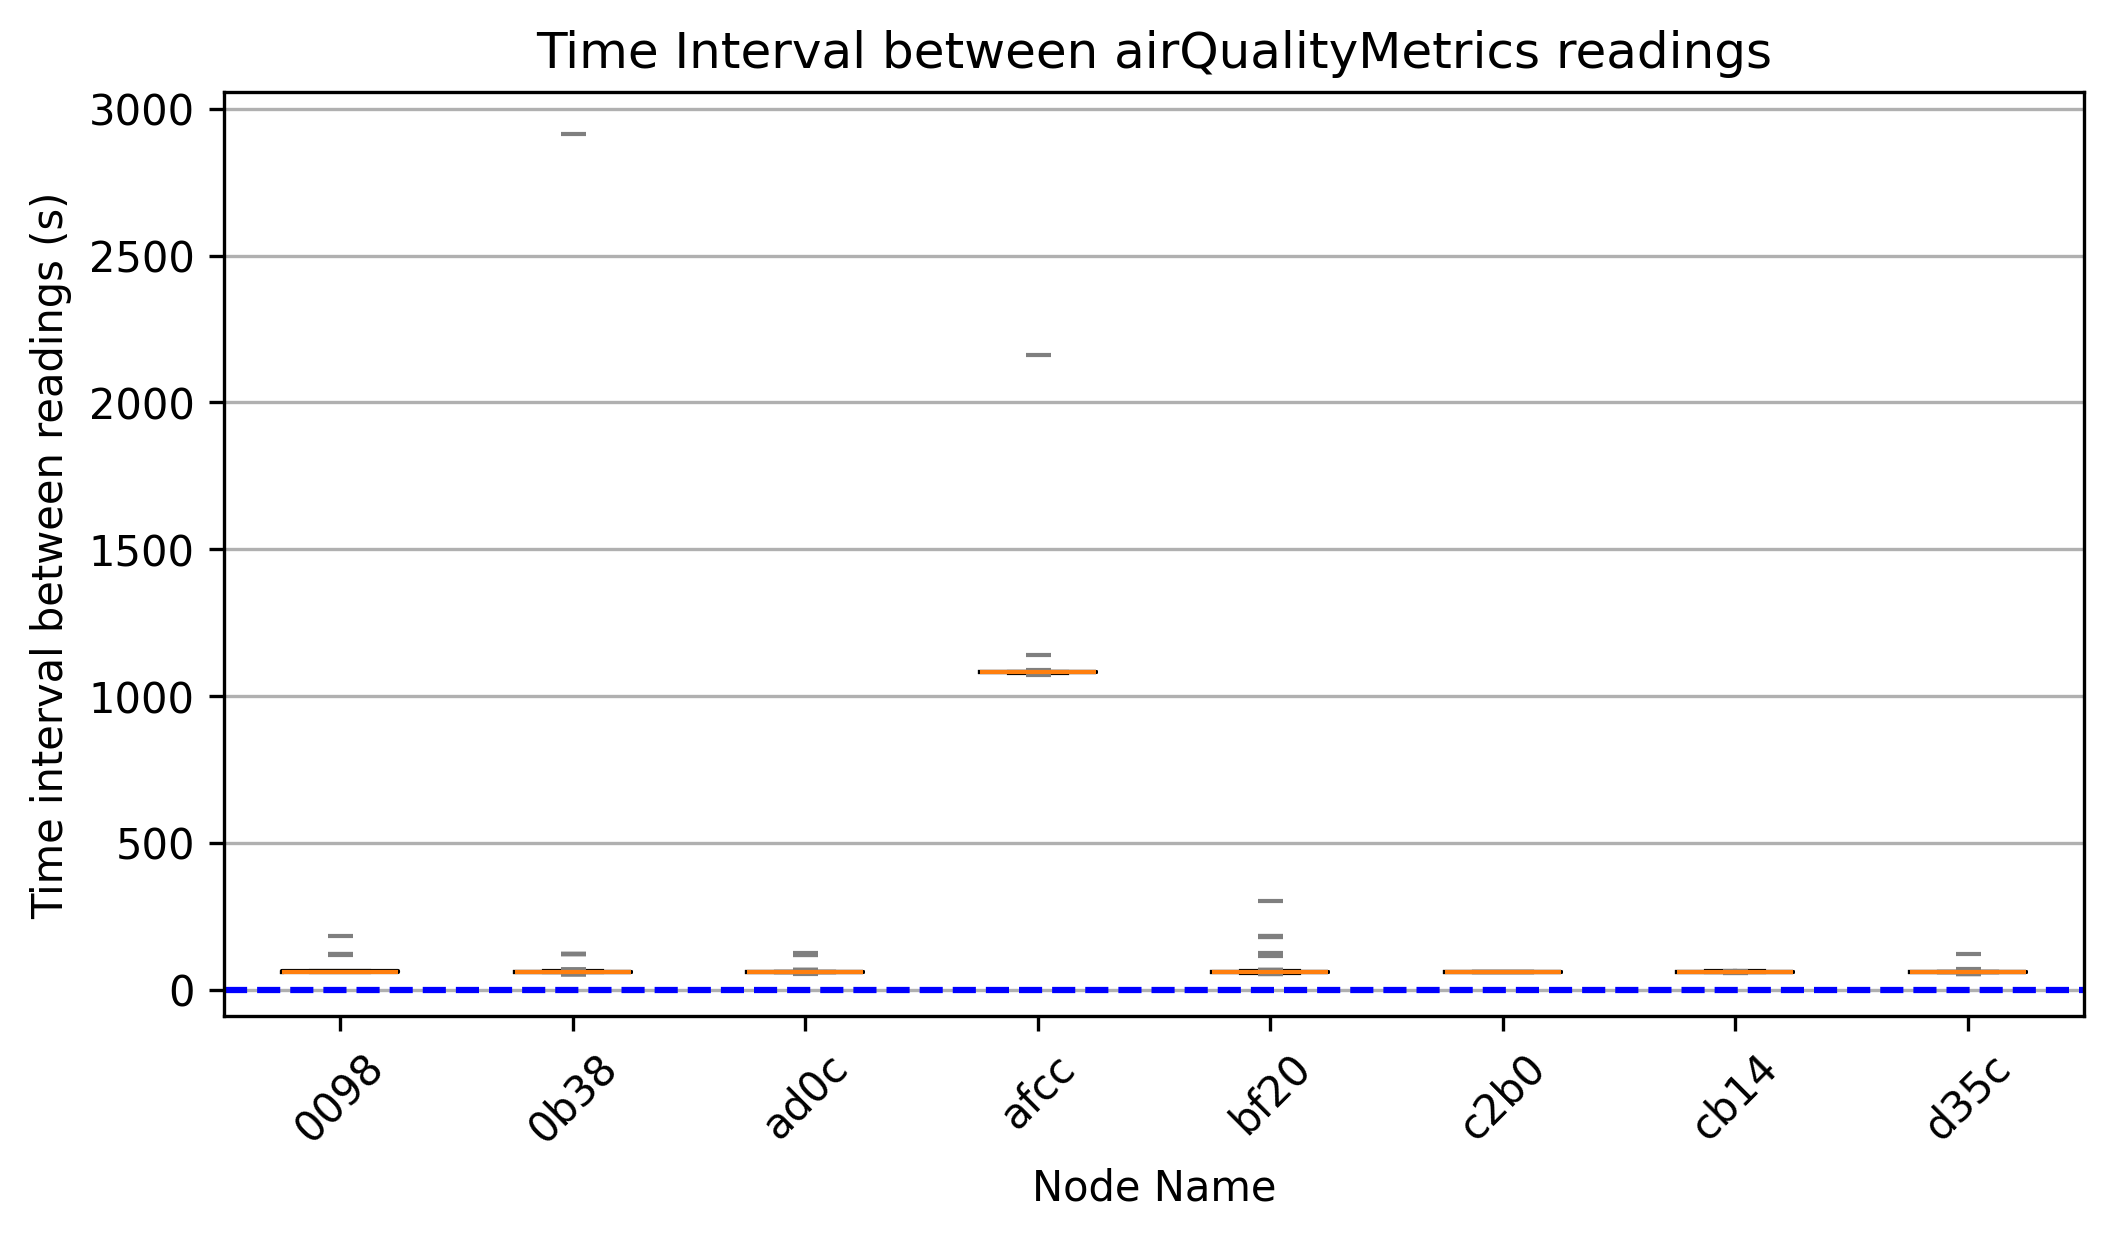 Time Interval between airQualityMetrics readings
Time interval between readings (s)
3000
2500
2000
1500
1000
500
0
0098
0b38
ad0c
afcc
bf20
c2b0
cb14
d35c
Node Name